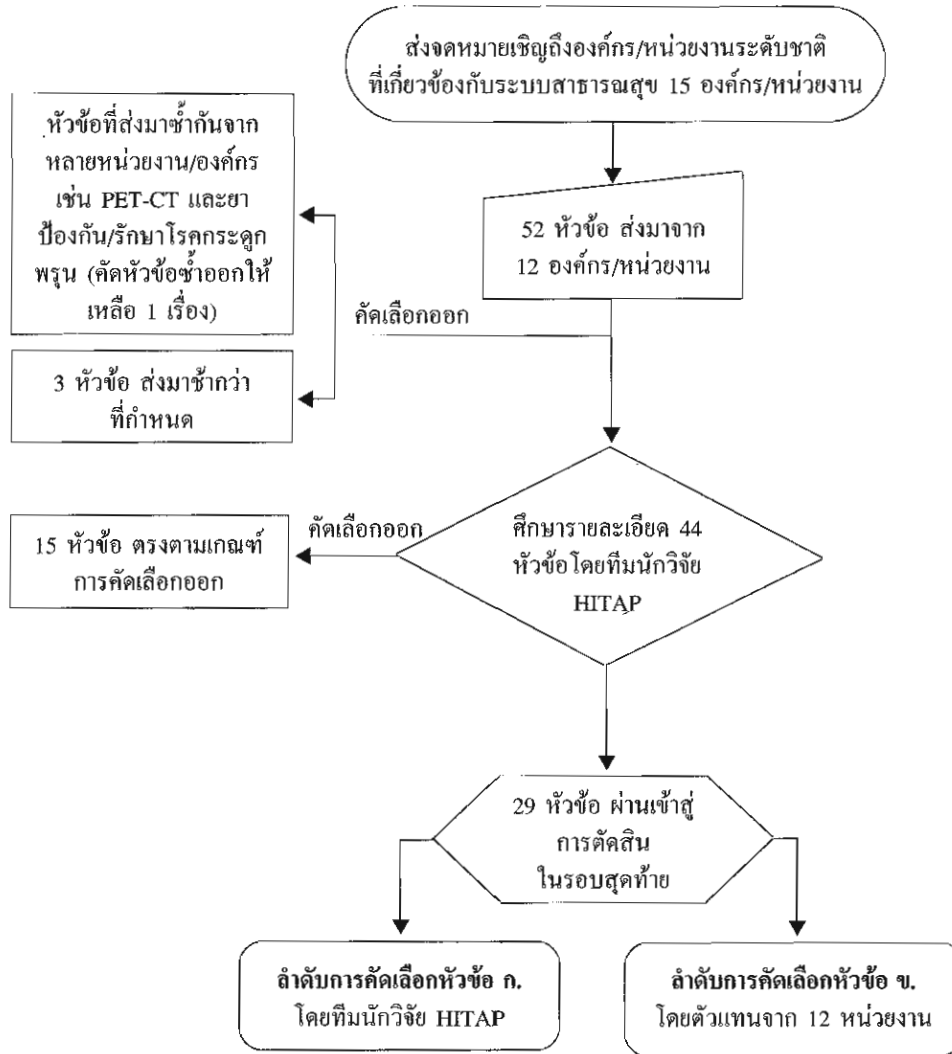 ส่งจดหมายเชิญถึงองค์กร/หน่วยงานระดับชาติ
ที่เกี่ยวข้องกับระบบสาธารณสุข 15 องค์กร/หน่วยงาน
หัวข้อที่ส่งมาซ้ำกันจาก
หลายหน่วยงาน/องค์กร
เช่น PET-CT และยา
ป้องกัน/รักษาโรคกระดูก
พรุน (คัดหัวข้อซ้ำออกให้
เหลือ 1 เรื่อง)
52 หัวข้อ ส่งมาจาก
12 องค์กร/หน่วยงาน
คัดเลือกออก
3 หัวข้อ ส่งมาช้ากว่า
ที่กำหนด
คัดเลือกออก
15 หัวข้อ ตรงตามเกณฑ์
การคัดเลือกออก
ศึกษารายละเอียด 44
หัวข้อโดยทีมนักวิจัย
HITAP
29 หัวข้อ ผ่านเข้าสู่
การตัดสิน
ในรอบสุดท้าย
ลำดับการคัดเลือกหัวข้อ ก.
โดยทีมนักวิจัย HITAP
ลำดับการคัดเลือกหัวข้อ ข.
โดยตัวแทนจาก 12 หน่วยงาน